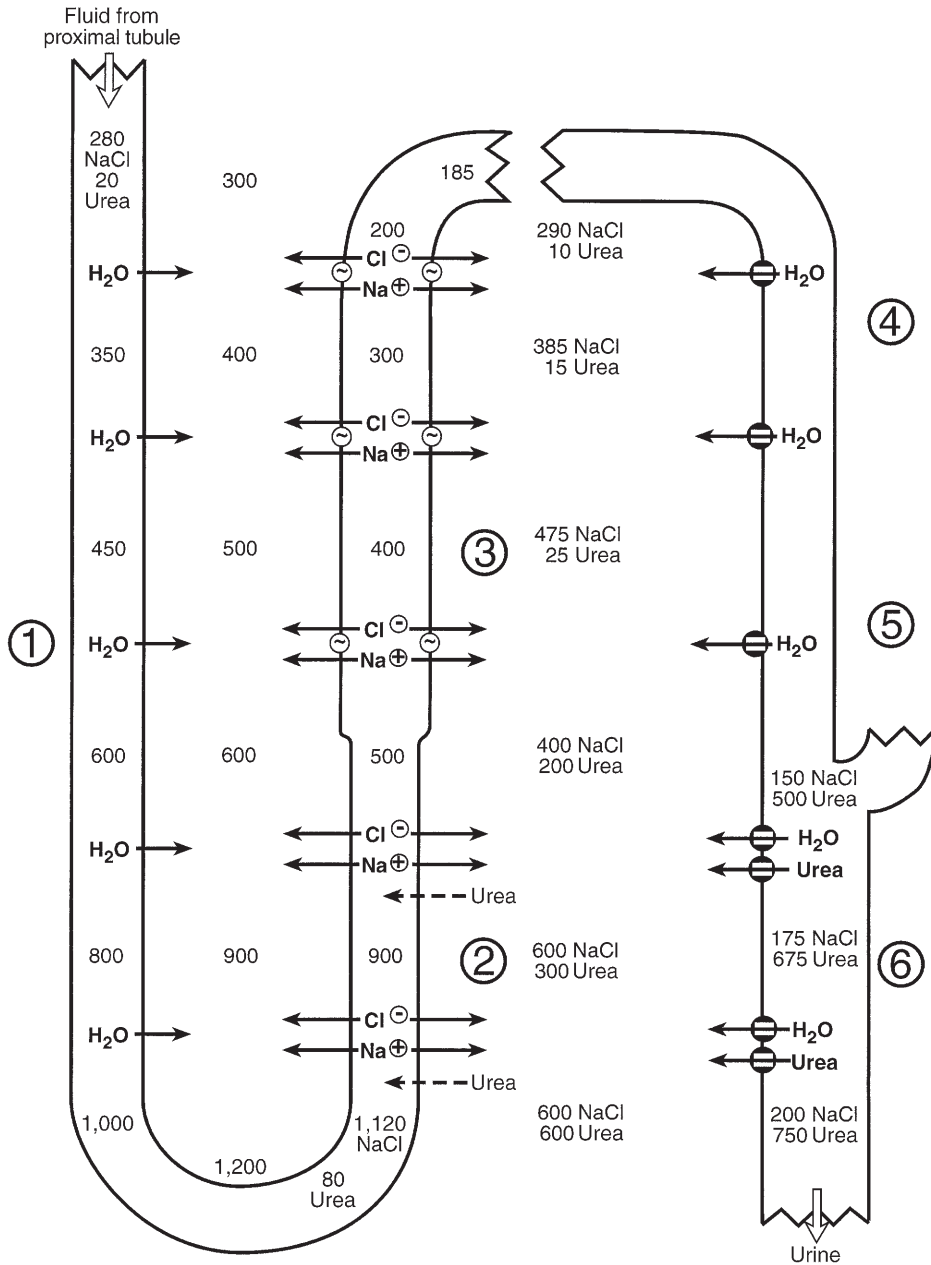 Fluid from
proximal tubule
280
NaCl
20
Urea
300
185
200
290 NaCl
10 Urea
Cl -
H2O
~
~
H2O
Na+
4
350
400
300
385 NaCl
15 Urea
Cl -
H2O
~
~
H2O
Na+
450
500
400
3
475 NaCl
25 Urea
5
Cl -
1
H2O
~
~
H2O
Na+
600
600
500
400 NaCl
200 Urea
150 NaCl
500 Urea
Cl -
H2O
H2O
Na+
Urea
Urea
800
900
900
2
600 NaCl
300 Urea
175 NaCl
675 Urea
6
Cl -
H2O
H2O
Na+
Urea
Urea
1,000
1,120
NaCl
600 NaCl
600 Urea
200 NaCl
750 Urea
1,200
80
Urea
Urine